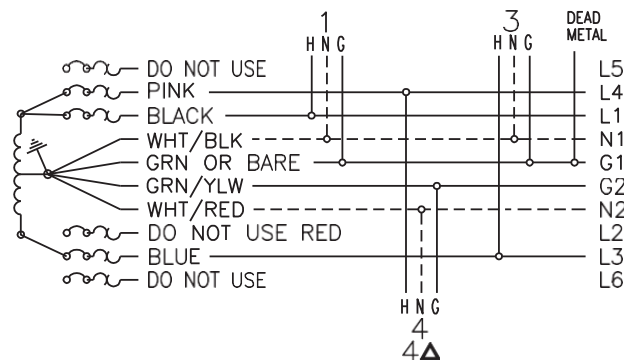 1 3 DEAD
H N G H N G METAL
DO NOT USE L5
PINK L4
BLACK L1
WHT/BLK N1
GRN OR BARE G1
GRN/YLW G2
WHT/RED N2
DO NOT USE RED L2
BLUE L3
DO NOT USE L6
H N G
4
4△